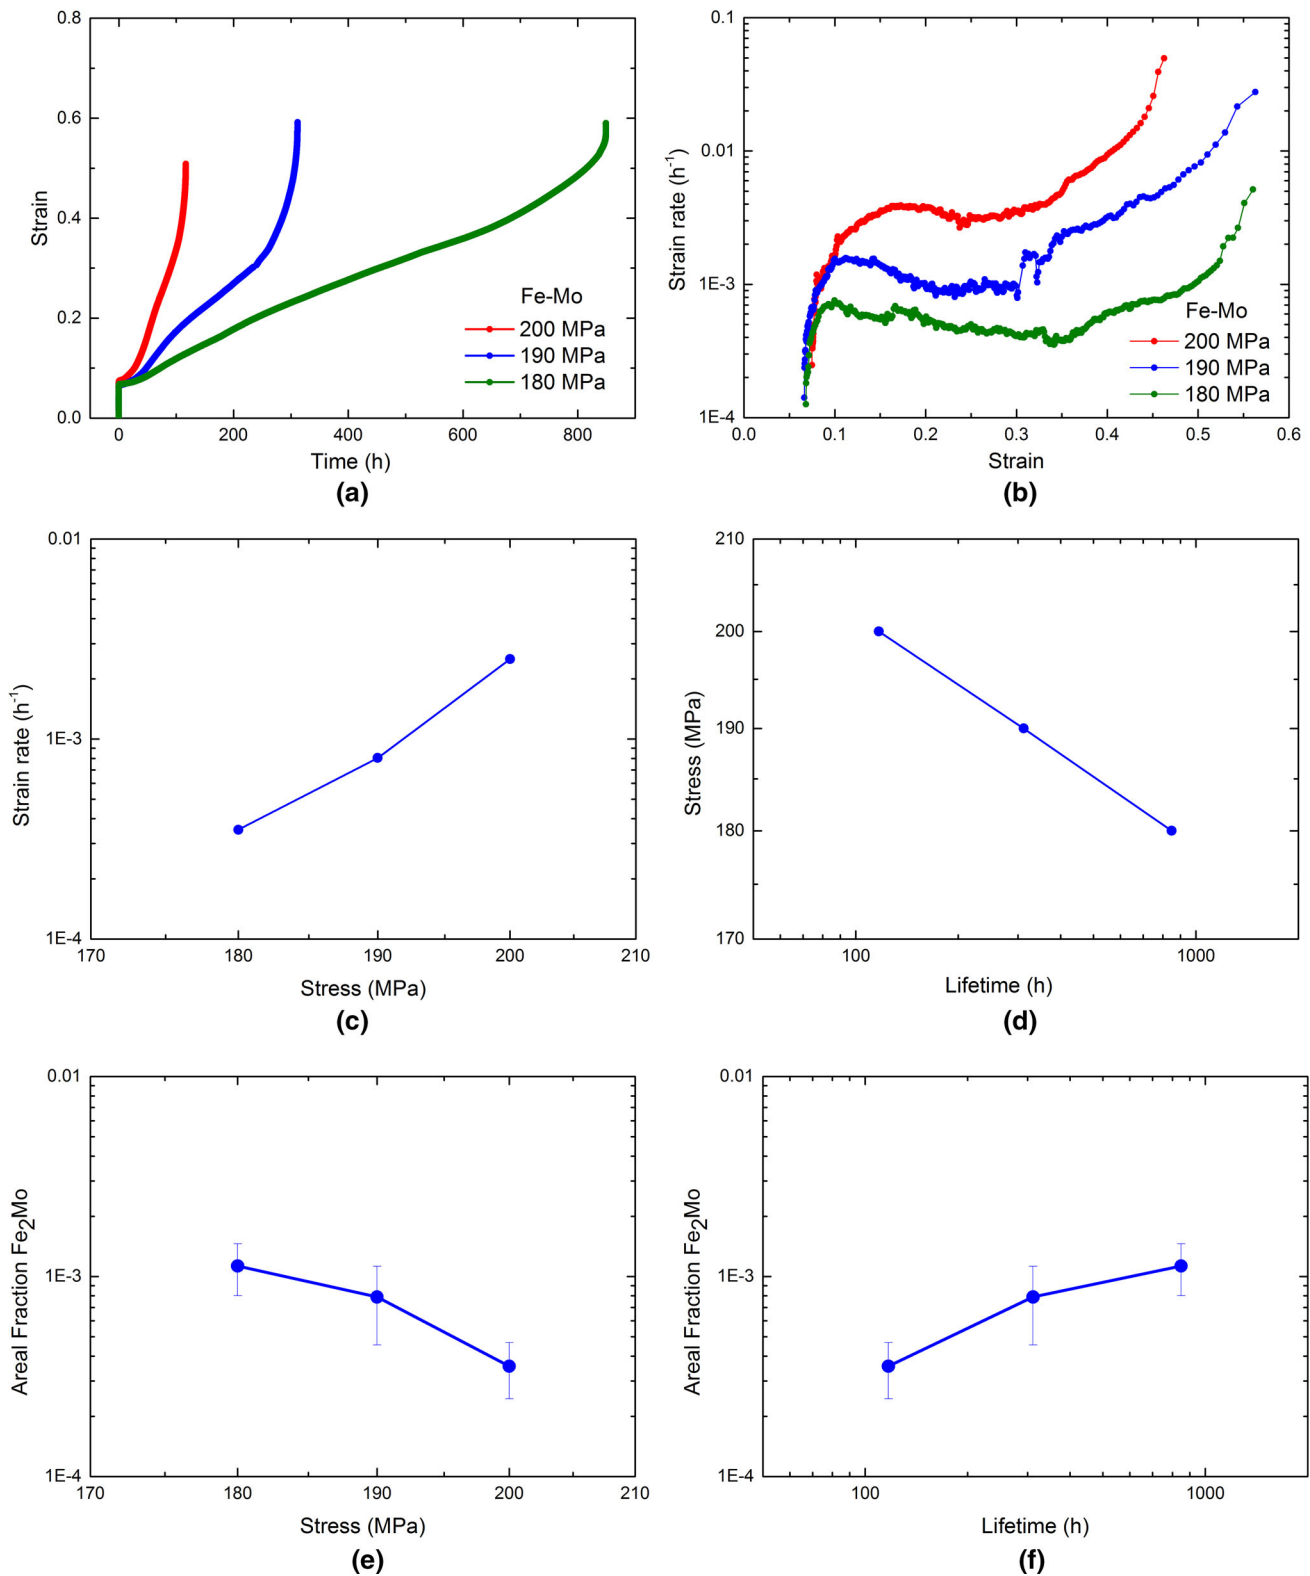 0.8
0.6
0.4
0.2
0.0
Strain
Fe-Mo
200 MPa
190 MPa
180 MPa
0
200
400
600
800
Time (h)
(a)
0.1
0.01
1E-3
1E-4
Strain rate (h⁻¹)
Fe-Mo
200 MPa
190 MPa
180 MPa
0.0
0.1
0.2
0.3
0.4
0.5
0.6
Strain
(b)
0.01
1E-3
1E-4
Strain rate (h⁻¹)
170
180
190
200
210
Stress (MPa)
(c)
210
200
190
180
170
Stress (MPa)
100
1000
Lifetime (h)
(d)
0.01
1E-3
1E-4
Areal Fraction Fe₂Mo
170
180
190
200
210
Stress (MPa)
(e)
0.01
1E-3
1E-4
Areal Fraction Fe₂Mo
100
1000
Lifetime (h)
(f)